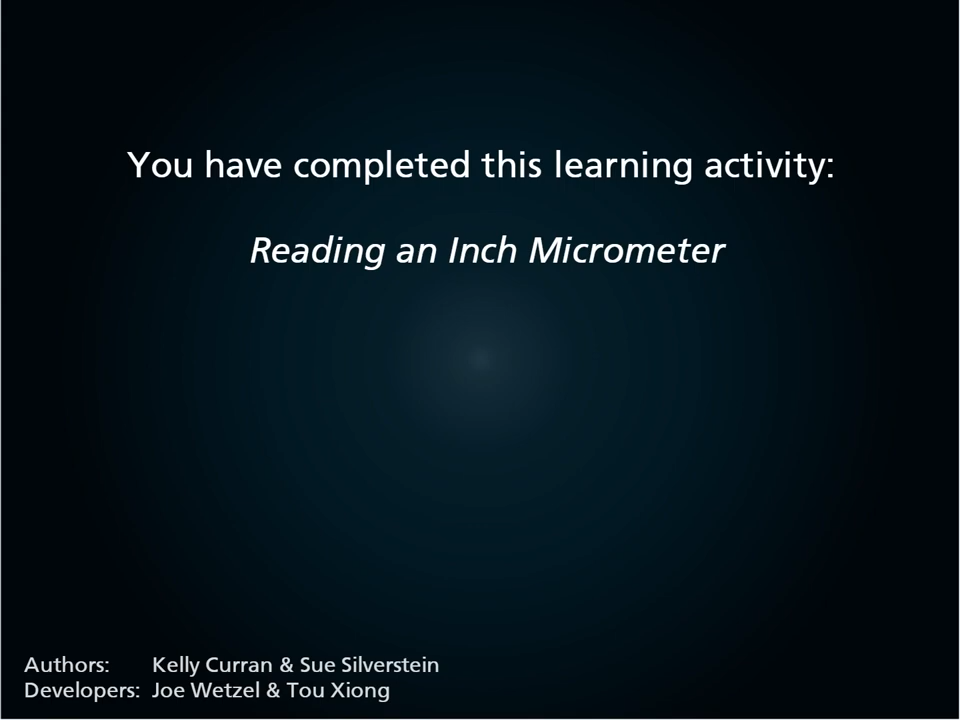 You have completed this learning activity:
Reading an Inch Micrometer
Authors: Kelly Curran & Sue Silverstein
Developers: Joe Wetzel & Tou Xiong